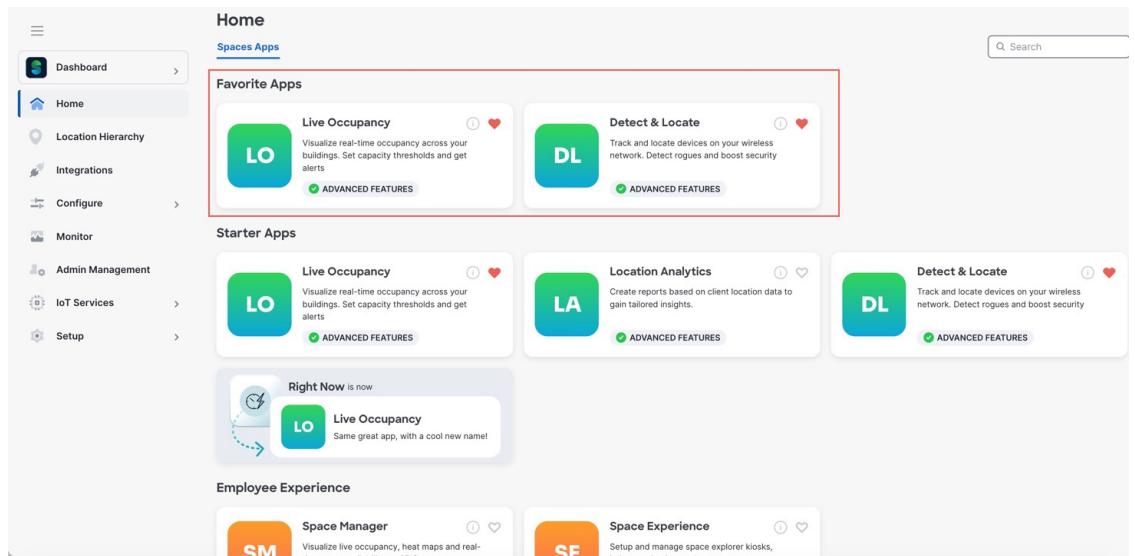 Home
Spaces Apps
Search
Dashboard
Home
Location Hierarchy
Integrations
Configure
Monitor
Admin Management
IoT Services
Setup
Favorite Apps
LO
Live Occupancy
Visualize real-time occupancy across your
buildings. Set capacity thresholds and get
alerts
ADVANCED FEATURES
DL
Detect & Locate
Track and locate devices on your wireless
network. Detect rogues and boost security
ADVANCED FEATURES
Starter Apps
LO
Live Occupancy
Visualize real-time occupancy across your
buildings. Set capacity thresholds and get
alerts
ADVANCED FEATURES
LA
Location Analytics
Create reports based on client location data to
gain tailored insights.
ADVANCED FEATURES
DL
Detect & Locate
Track and locate devices on your wireless
network. Detect rogues and boost security
ADVANCED FEATURES
Right Now is now
LO
Live Occupancy
Same great app, with a cool new name!
Employee Experience
SM
Space Manager
Visualize live occupancy, heat maps and real-
SE
Space Experience
Setup and manage space explorer kiosks,